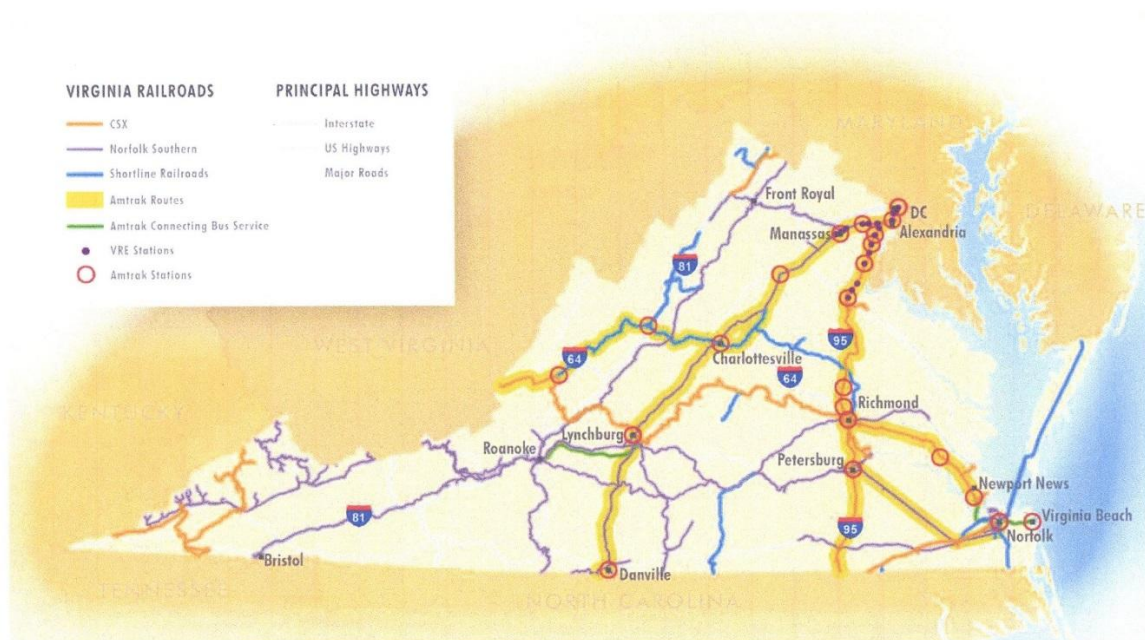 VIRGINIA RAILROADS
PRINCIPAL HIGHWAYS
CSX
Norfolk Southern
Shortline Railroads
Amtrak Routes
Amtrak Connecting Bus Service
VRE Stations
Amtrak Stations
Interstate
US Highways
Major Roads
MARYLAND
DELAWARE
WEST VIRGINIA
KENTUCKY
TENNESSEE
NORTH CAROLINA
Front Royal
DC
Alexandria
Manassas
81
95
64
Charlottesville
64
Richmond
Lynchburg
Roanoke
Petersburg
Newport News
Virginia Beach
Norfolk
81
95
Bristol
Danville